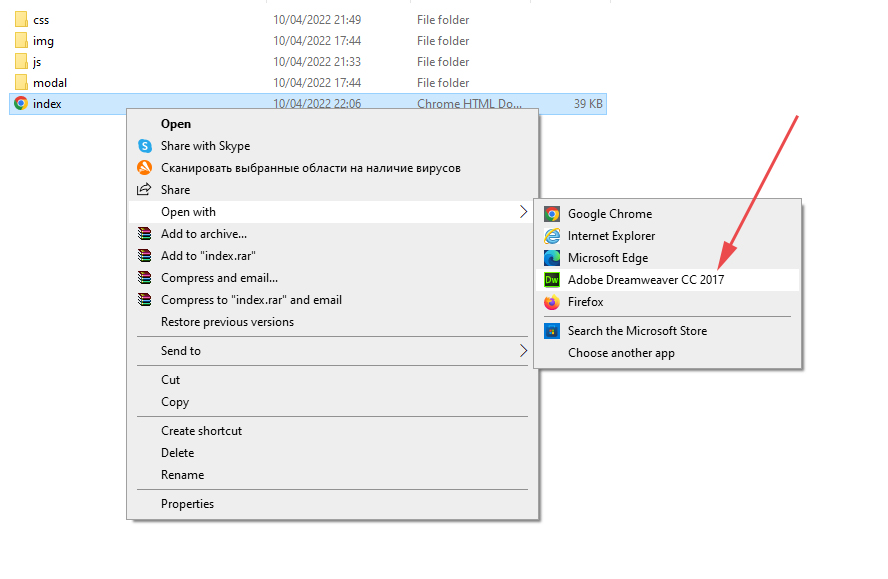 css 10/04/2022 21:49 File folder
img 10/04/2022 17:44 File folder
js 10/04/2022 21:33 File folder
modal 10/04/2022 17:44 File folder
index 10/04/2022 22:06 Chrome HTML Do... 39 KB
Open
Share with Skype
Сканировать выбранные области на наличие вирусов
Share
Open with
Add to archive...
Add to "index.rar"
Compress and email...
Compress to "index.rar" and email
Restore previous versions
Send to
Cut
Copy
Create shortcut
Delete
Rename
Properties
Google Chrome
Internet Explorer
Microsoft Edge
Dw Adobe Dreamweaver CC 2017
Firefox
Search the Microsoft Store
Choose another app